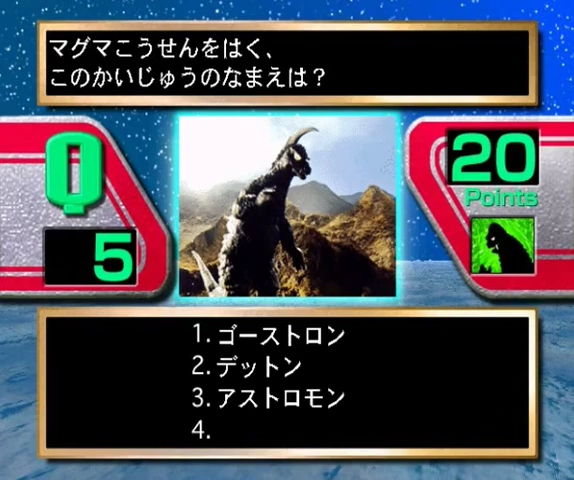 マグマこうせんをはく、
このかいじゅうのなまえは？
Q
5
20
Points
1. ゴーストロン
2. デットン
3. アストロモン
4.